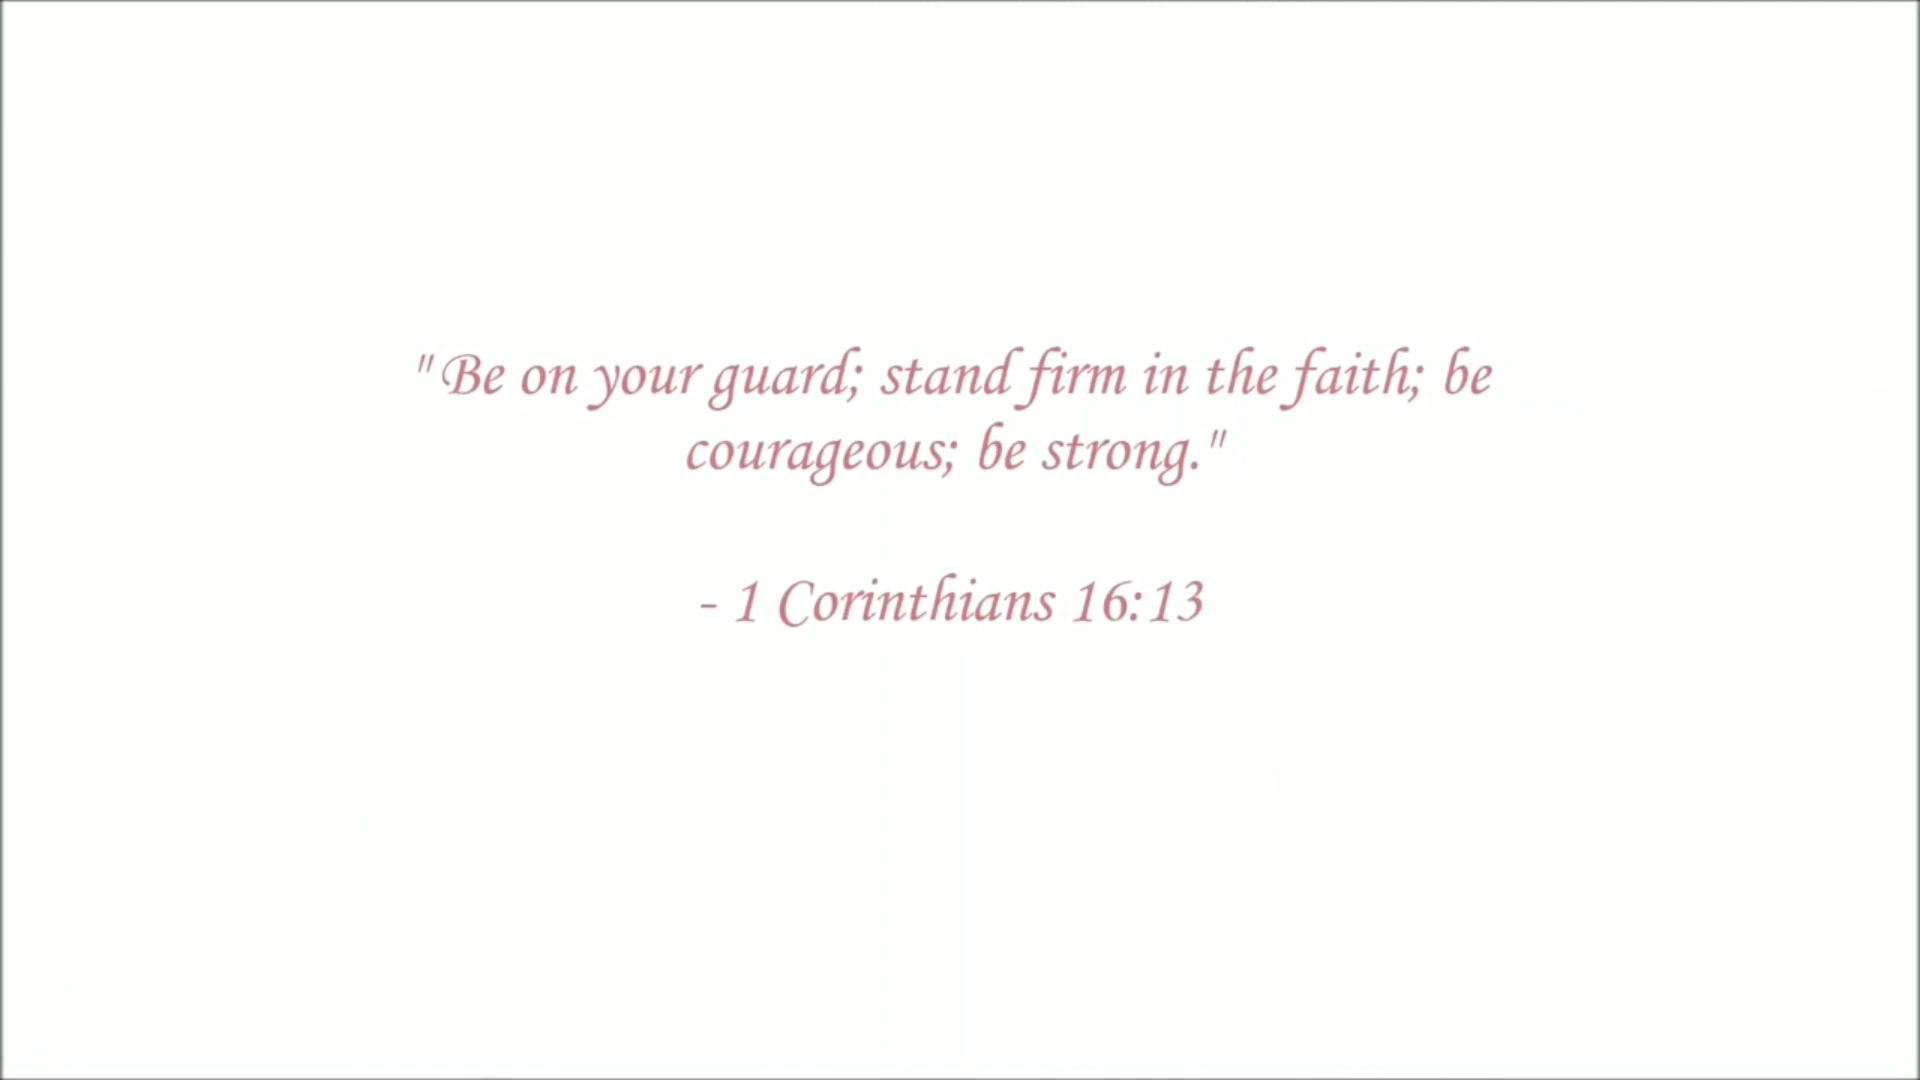 "Be on your guard; stand firm in the faith; be
courageous; be strong."
- 1 Corinthians 16:13